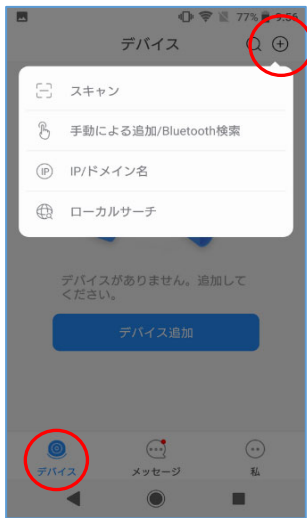 77% 9:56
デバイス
スキャン
手動による追加/Bluetooth検索
IP IP/ドメイン名
ローカルサーチ
デバイスがありません。追加して
ください。
デバイス追加
デバイス
メッセージ
私